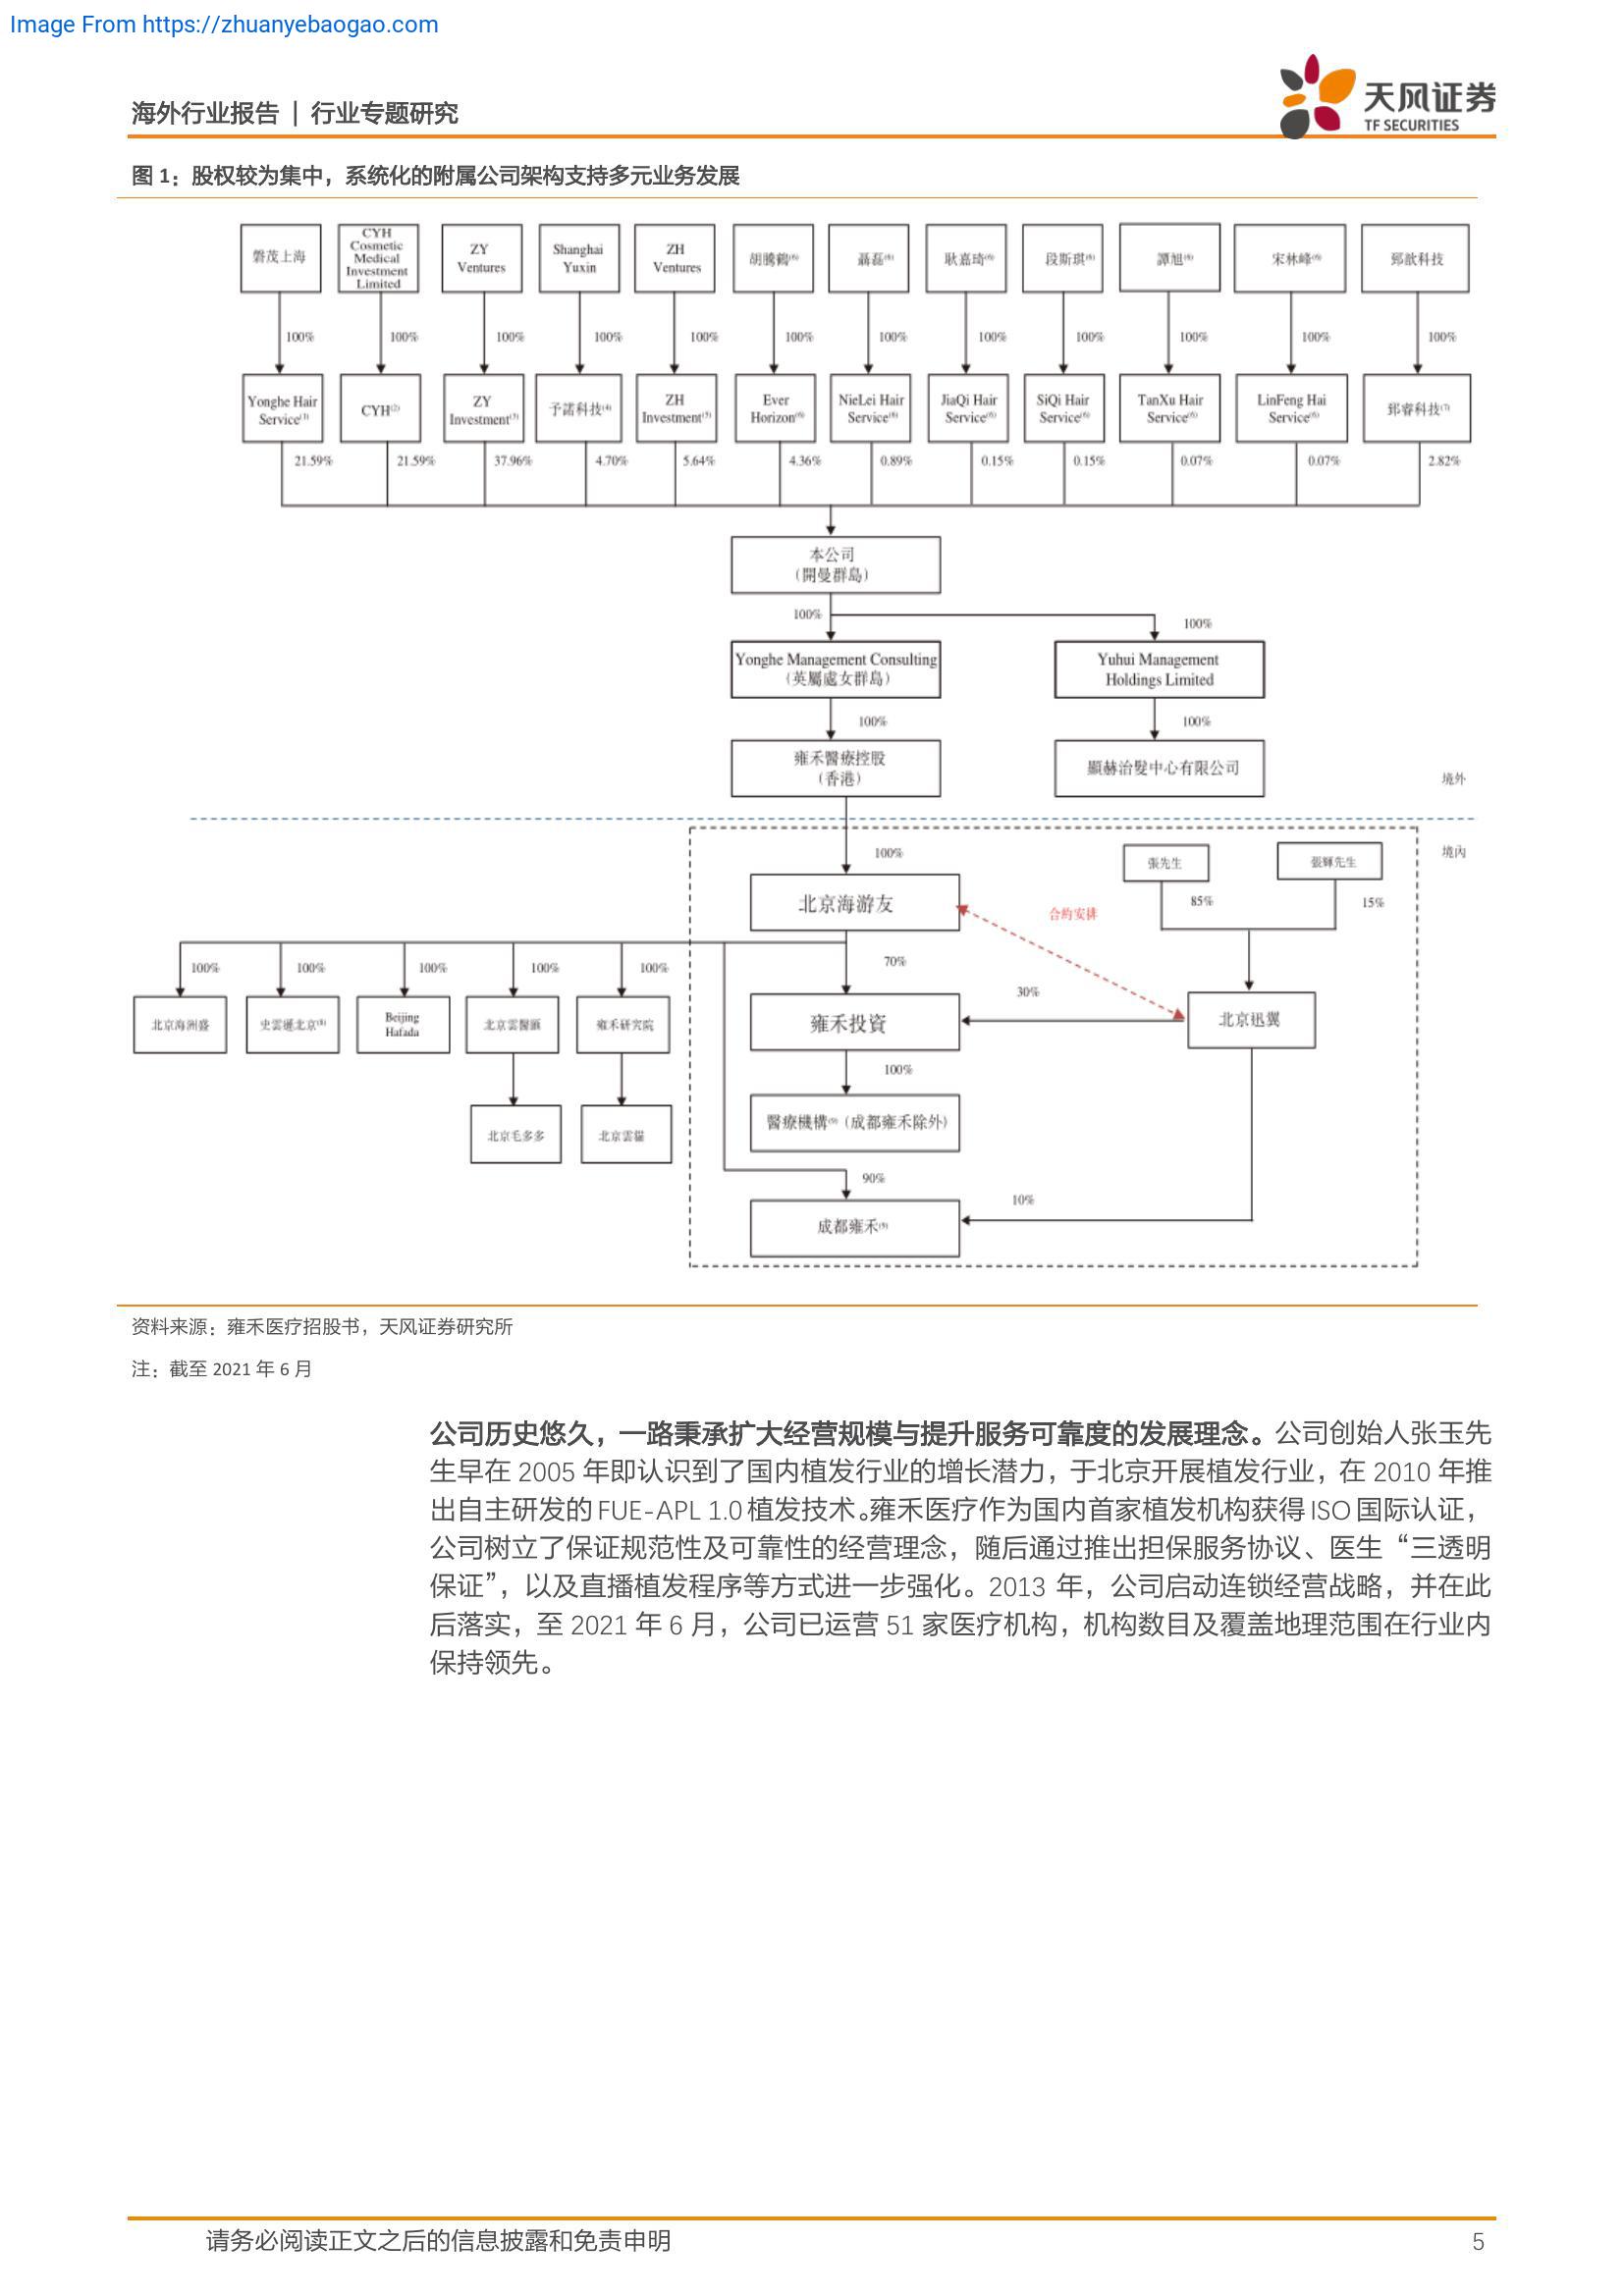 Image From https://zhuanyebaogao.com
海外行业报告 | 行业专题研究
天风证券
TF SECURITIES
图 1：股权较为集中，系统化的附属公司架构支持多元业务发展
磐茂上海
CYH
Cosmetic
Medical
Investment
Limited
ZY
Ventures
Shanghai
Yuxin
ZH
Ventures
胡騰鶴(6)
聶磊(6)
耿嘉琦(6)
段斯琪(6)
譚旭(6)
宋林峰(6)
郅歆科技
100% 100% 100% 100% 100% 100% 100% 100% 100% 100% 100% 100%
Yonghe Hair
Service(1)
CYH(2)
ZY
Investment(3)
予諾科技(4)
ZH
Investment(5)
Ever
Horizon(6)
NieLei Hair
Service(6)
JiaQi Hair
Service(6)
SiQi Hair
Service(6)
TanXu Hair
Service(6)
LinFeng Hai
Service(6)
郅睿科技(7)
21.59% 21.59% 37.96% 4.70% 5.64% 4.36% 0.89% 0.15% 0.15% 0.07% 0.07% 2.82%
本公司
（開曼群島）
100%
100%
Yonghe Management Consulting
（英屬處女群島）
Yuhui Management
Holdings Limited
100%
100%
雍禾醫療控股
（香港）
顯赫治髮中心有限公司
境外
境內
100%
張先生
張輝先生
85%
15%
北京海游友
合約安排
100% 100% 100% 100% 100%
70%
30%
北京海洲盛
史雲遜北京(8)
Beijing
Hafada
北京雲醫匯
雍禾研究院
雍禾投資
北京迅翼
100%
北京毛多多
北京雲貓
醫療機構(9)（成都雍禾除外）
90%
10%
成都雍禾(9)
资料来源：雍禾医疗招股书，天风证券研究所
注：截至 2021 年 6 月
公司历史悠久，一路秉承扩大经营规模与提升服务可靠度的发展理念。公司创始人张玉先
生早在 2005 年即认识到了国内植发行业的增长潜力，于北京开展植发行业，在 2010 年推
出自主研发的 FUE-APL 1.0 植发技术。雍禾医疗作为国内首家植发机构获得 ISO 国际认证，
公司树立了保证规范性及可靠性的经营理念，随后通过推出担保服务协议、医生“三透明
保证”，以及直播植发程序等方式进一步强化。2013 年，公司启动连锁经营战略，并在此
后落实，至 2021 年 6 月，公司已运营 51 家医疗机构，机构数目及覆盖地理范围在行业内
保持领先。
请务必阅读正文之后的信息披露和免责申明
5